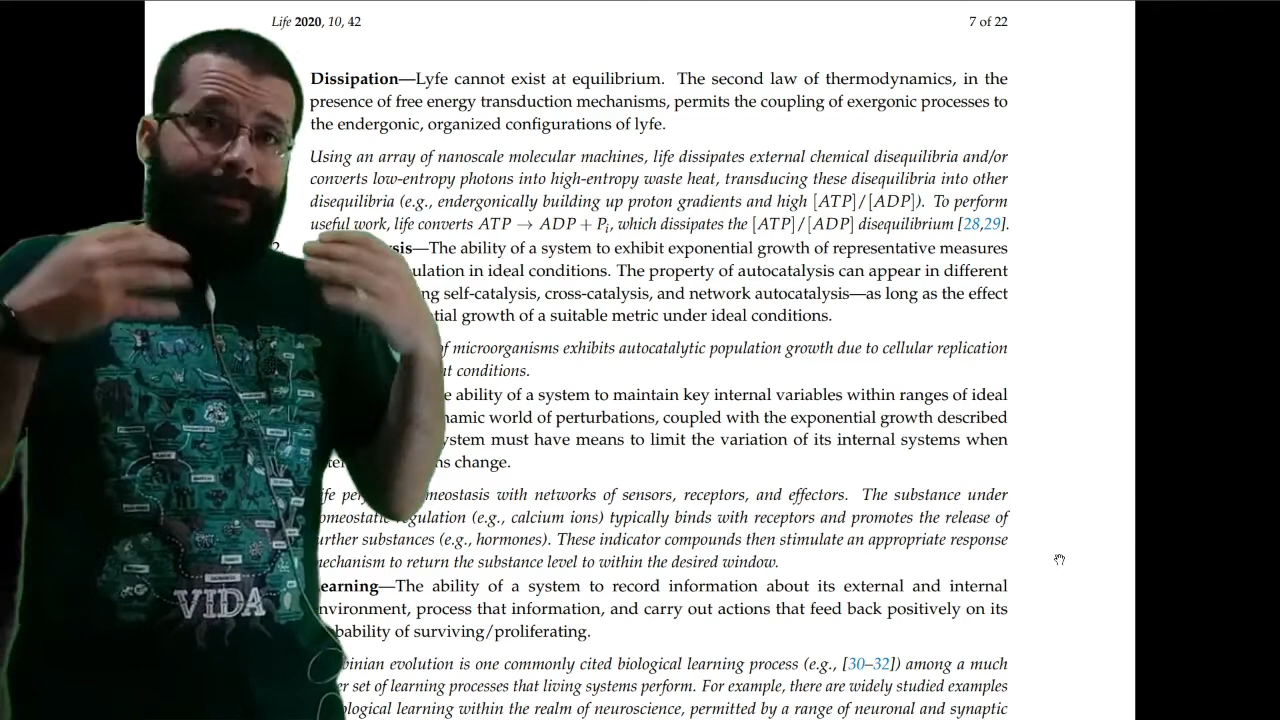 Life 2020, 10, 42
7 of 22
Dissipation—Lyfe cannot exist at equilibrium. The second law of thermodynamics, in the
presence of free energy transduction mechanisms, permits the coupling of exergonic processes to
the endergonic, organized configurations of lyfe.
Using an array of nanoscale molecular machines, life dissipates external chemical disequilibria and/or
converts low-entropy photons into high-entropy waste heat, transducing these disequilibria into other
disequilibria (e.g., endergonically building up proton gradients and high [ATP]/[ADP]). To perform
useful work, life converts ATP → ADP + Pi, which dissipates the [ATP]/[ADP] disequilibrium [28,29].
2 sis—The ability of a system to exhibit exponential growth of representative measures
ulation in ideal conditions. The property of autocatalysis can appear in different
ng self-catalysis, cross-catalysis, and network autocatalysis—as long as the effect
tial growth of a suitable metric under ideal conditions.
of microorganisms exhibits autocatalytic population growth due to cellular replication
t conditions.
e ability of a system to maintain key internal variables within ranges of ideal
namic world of perturbations, coupled with the exponential growth described
ystem must have means to limit the variation of its internal systems when
ns change.
ife meostasis with networks of sensors, receptors, and effectors. The substance under
omeostatic regulation (e.g., calcium ions) typically binds with receptors and promotes the release of
urther substances (e.g., hormones). These indicator compounds then stimulate an appropriate response
mechanism to return the substance level to within the desired window.
earning—The ability of a system to record information about its external and internal
nvironment, process that information, and carry out actions that feed back positively on its
bability of surviving/proliferating.
binian evolution is one commonly cited biological learning process (e.g., [30–32]) among a much
er set of learning processes that living systems perform. For example, there are widely studied examples
ological learning within the realm of neuroscience, permitted by a range of neuronal and synaptic
VIDA